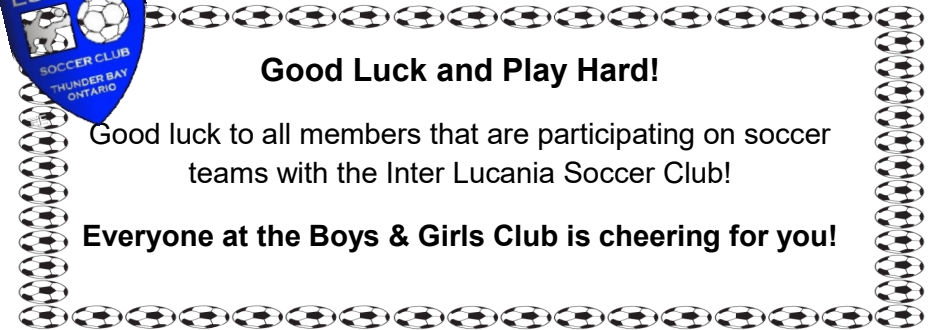 SOCCER CLUB
THUNDER BAY
ONTARIO
Good Luck and Play Hard!
Good luck to all members that are participating on soccer
teams with the Inter Lucania Soccer Club!
Everyone at the Boys & Girls Club is cheering for you!